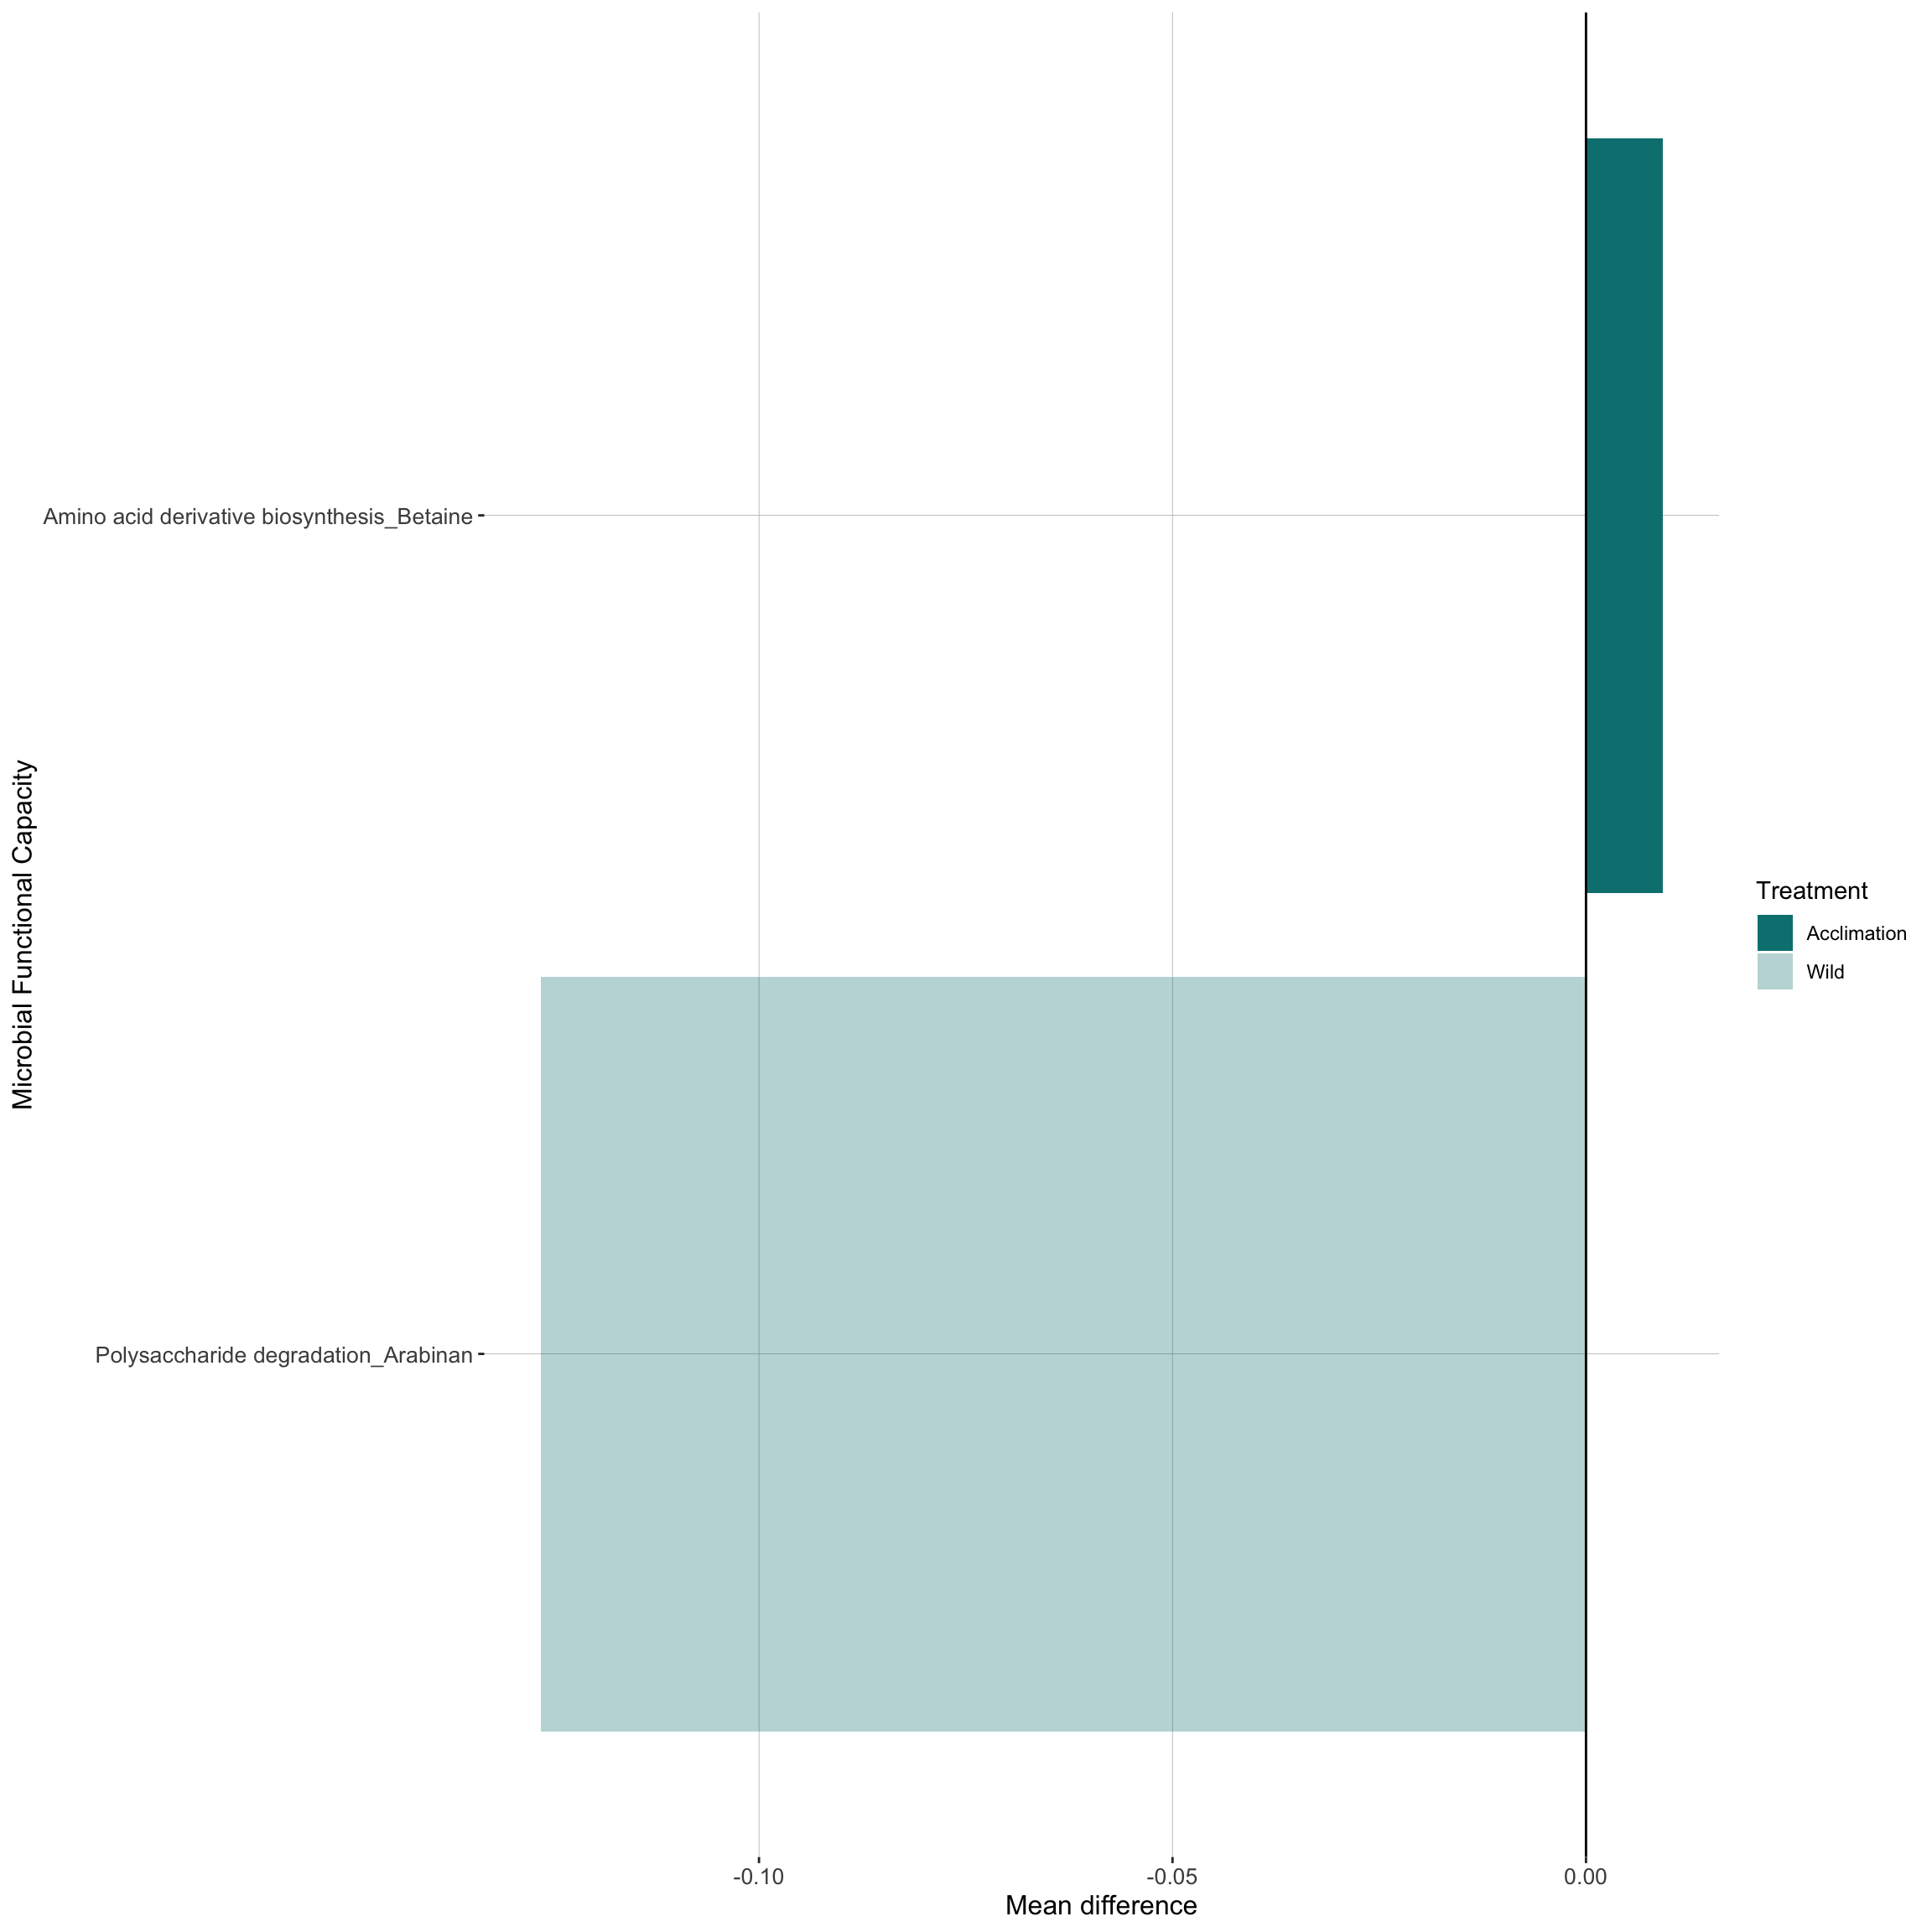 Microbial Functional Capacity
Amino acid derivative biosynthesis_Betaine
Polysaccharide degradation_Arabinan
-0.10
-0.05
0.00
Mean difference
Treatment
Acclimation
Wild